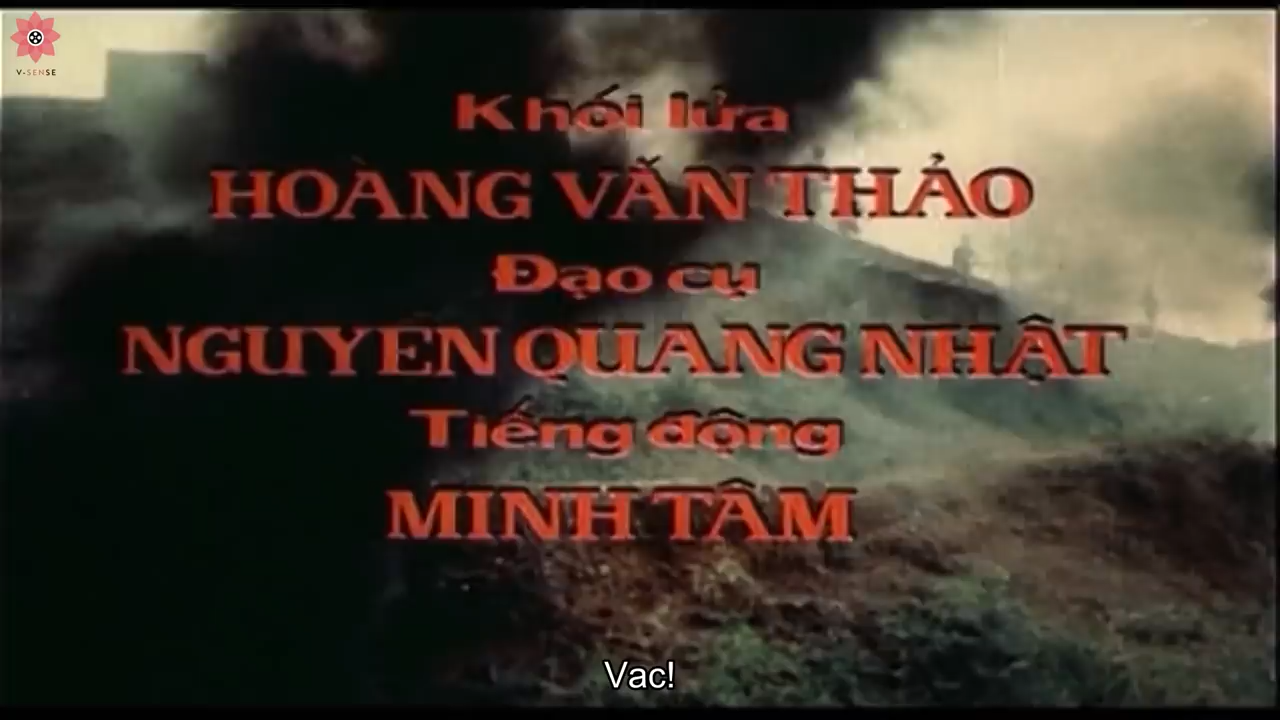 V-SENSE
Khói lửa
HOÀNG VĂN THẢO
Đạo cụ
NGUYỄN QUANG NHẬT
Tiếng động
MINH TÂM
Vac!